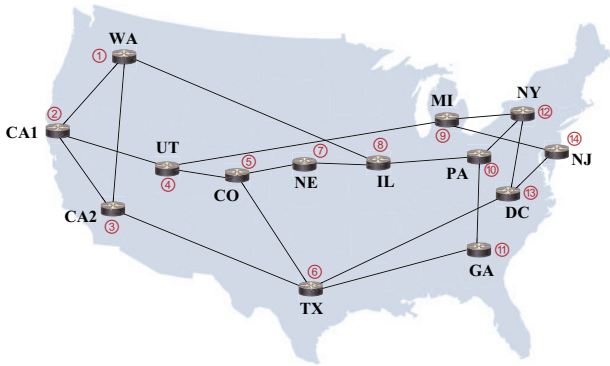 WA
①
MI
NY
②
⑫
⑨
CA1
UT
⑧
⑭
⑤
⑦
PA
NJ
④
CO
NE
IL
⑩
CA2
⑬
DC
③
⑪
⑥
GA
TX